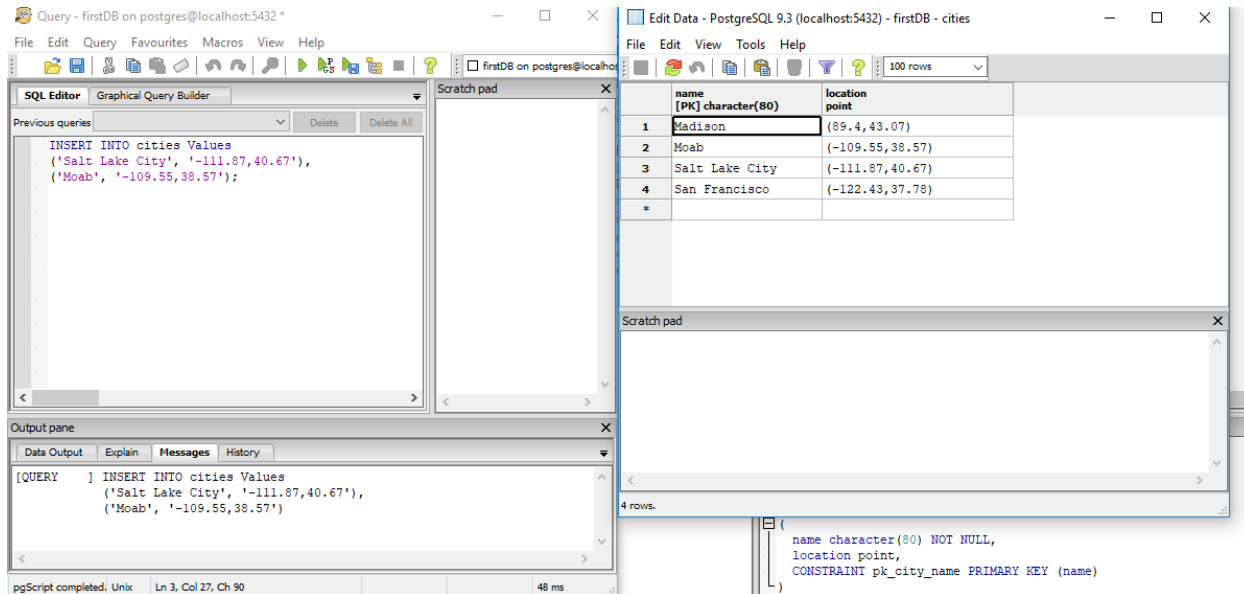 Query - firstDB on postgres@localhost:5432 *
File Edit Query Favourites Macros View Help
firstDB on postgres@localhos
SQL Editor Graphical Query Builder
Previous queries Delete Delete All
INSERT INTO cities Values
('Salt Lake City', '-111.87,40.67'),
('Moab', '-109.55,38.57');
Scratch pad
Output pane
Data Output Explain Messages History
[QUERY ] INSERT INTO cities Values
('Salt Lake City', '-111.87,40.67'),
('Moab', '-109.55,38.57')
pgScript completed. Unix Ln 3, Col 27, Ch 90 48 ms
Edit Data - PostgreSQL 9.3 (localhost:5432) - firstDB - cities
File Edit View Tools Help
100 rows
name location
[PK] character(80) point
1 Madison (89.4,43.07)
2 Moab (-109.55,38.57)
3 Salt Lake City (-111.87,40.67)
4 San Francisco (-122.43,37.78)
*
Scratch pad
4 rows.
(
name character(80) NOT NULL,
location point,
CONSTRAINT pk_city_name PRIMARY KEY (name)
)